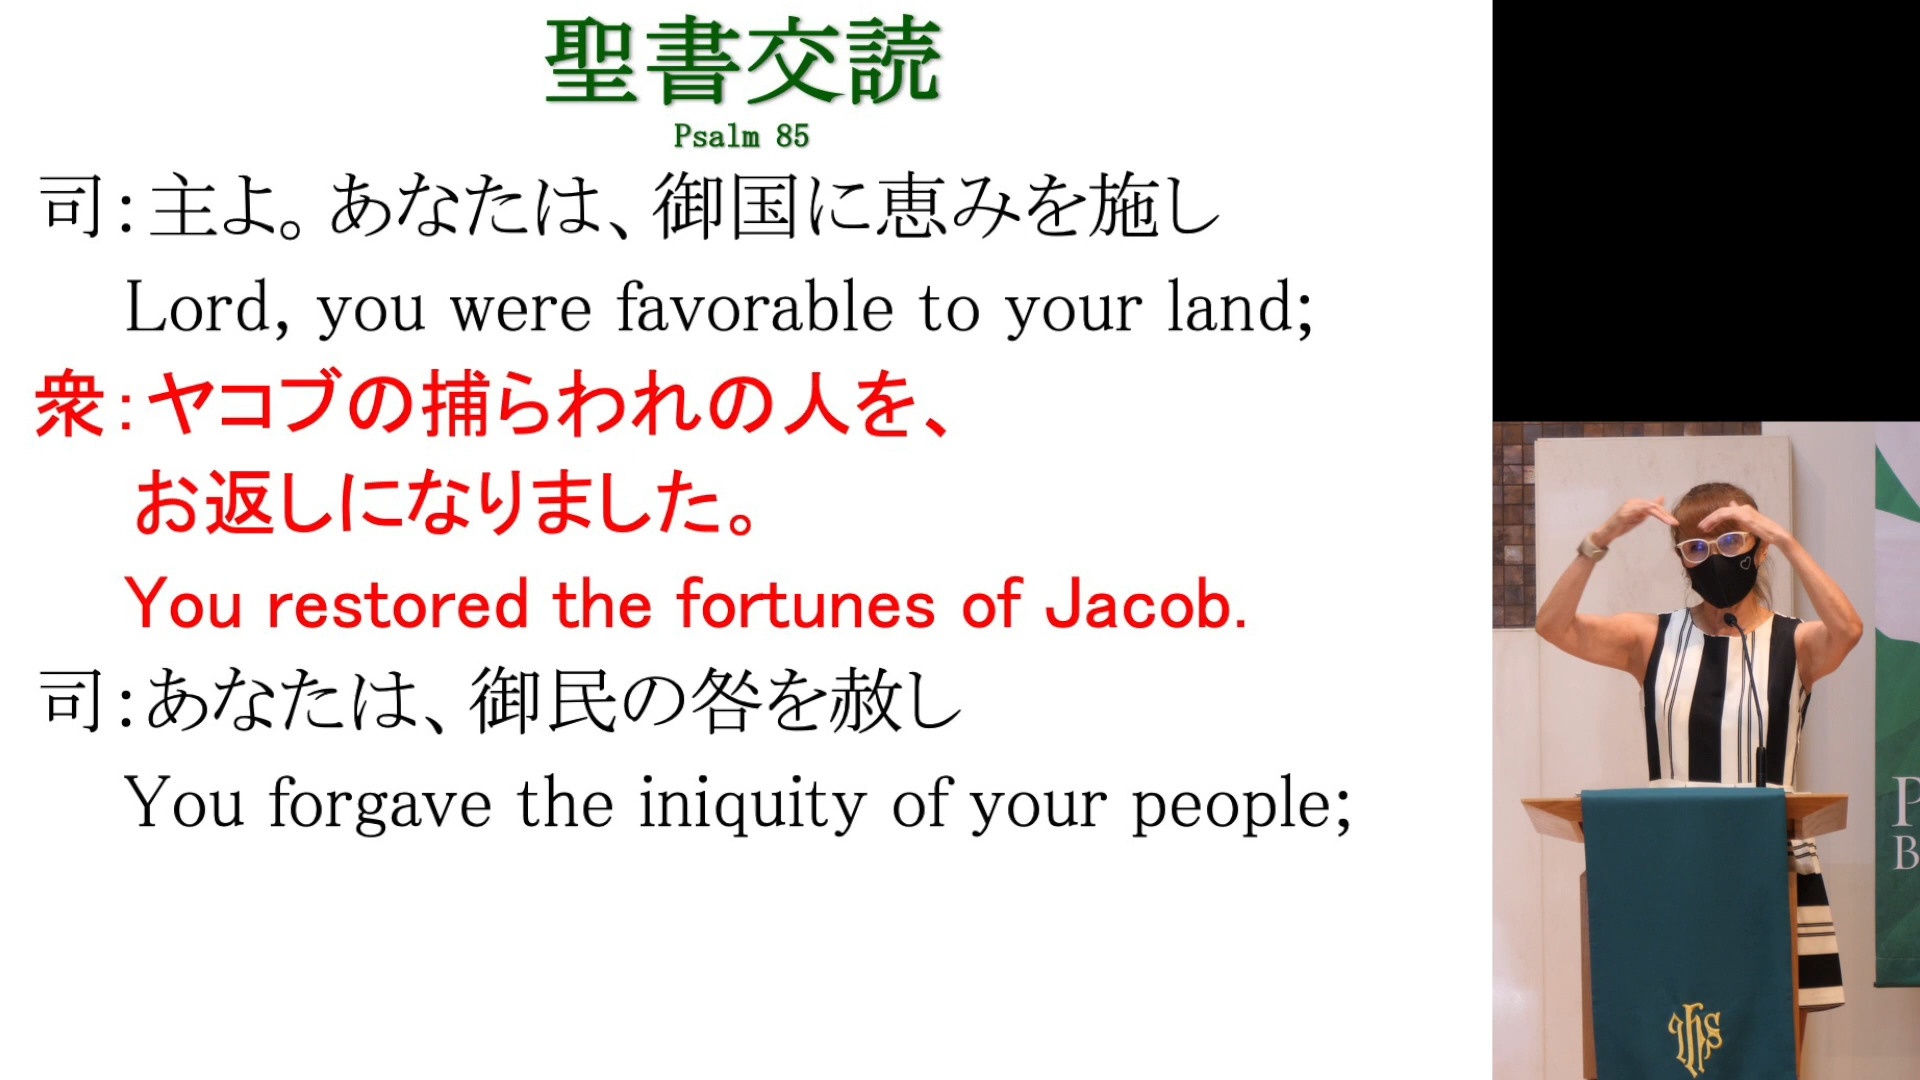 聖書交読
Psalm 85
司：主よ。あなたは、御国に恵みを施し
Lord, you were favorable to your land;
衆：ヤコブの捕らわれの人を、
お返しになりました。
You restored the fortunes of Jacob.
司：あなたは、御民の咎を赦し
You forgave the iniquity of your people;
P
B
IHS